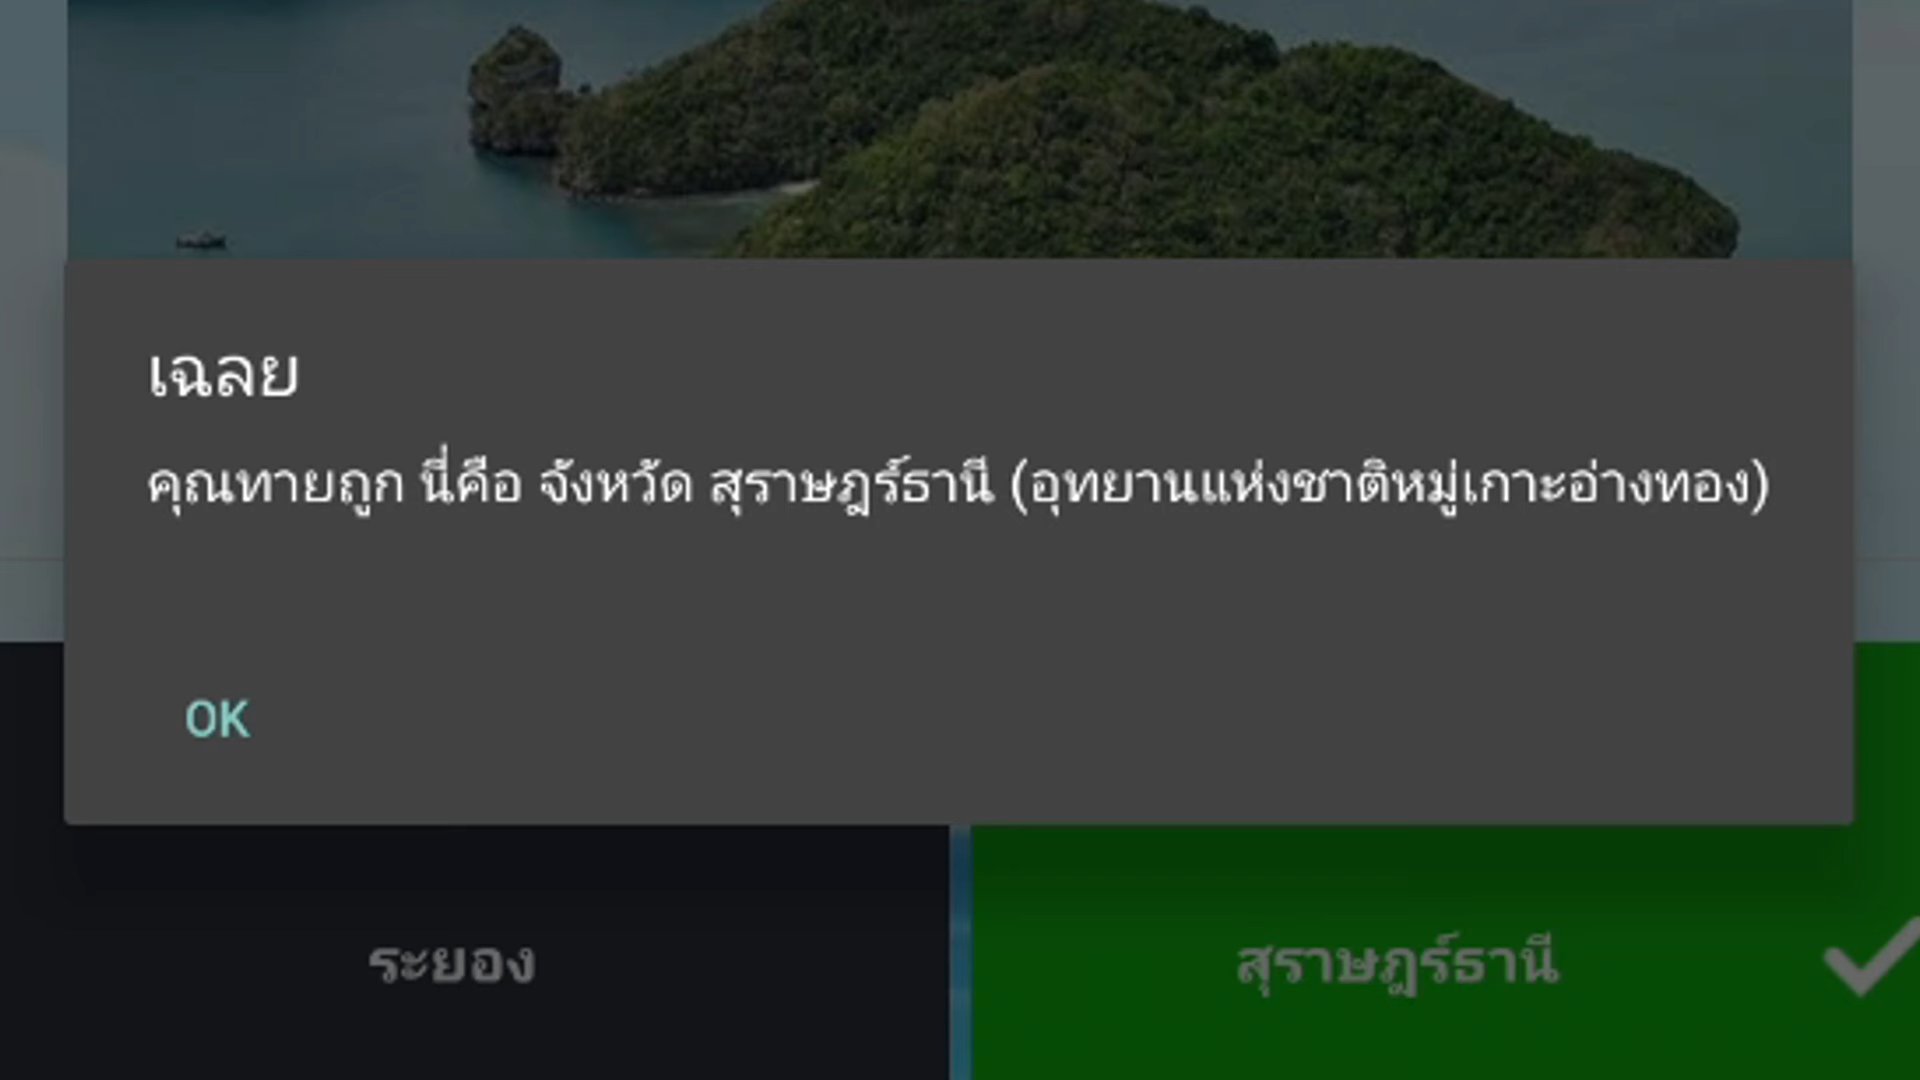 เฉลย
คุณทายถูก นี่คือ จังหวัด สุราษฎร์ธานี (อุทยานแห่งชาติหมู่เกาะอ่างทอง)
OK
ระยอง
สุราษฎร์ธานี